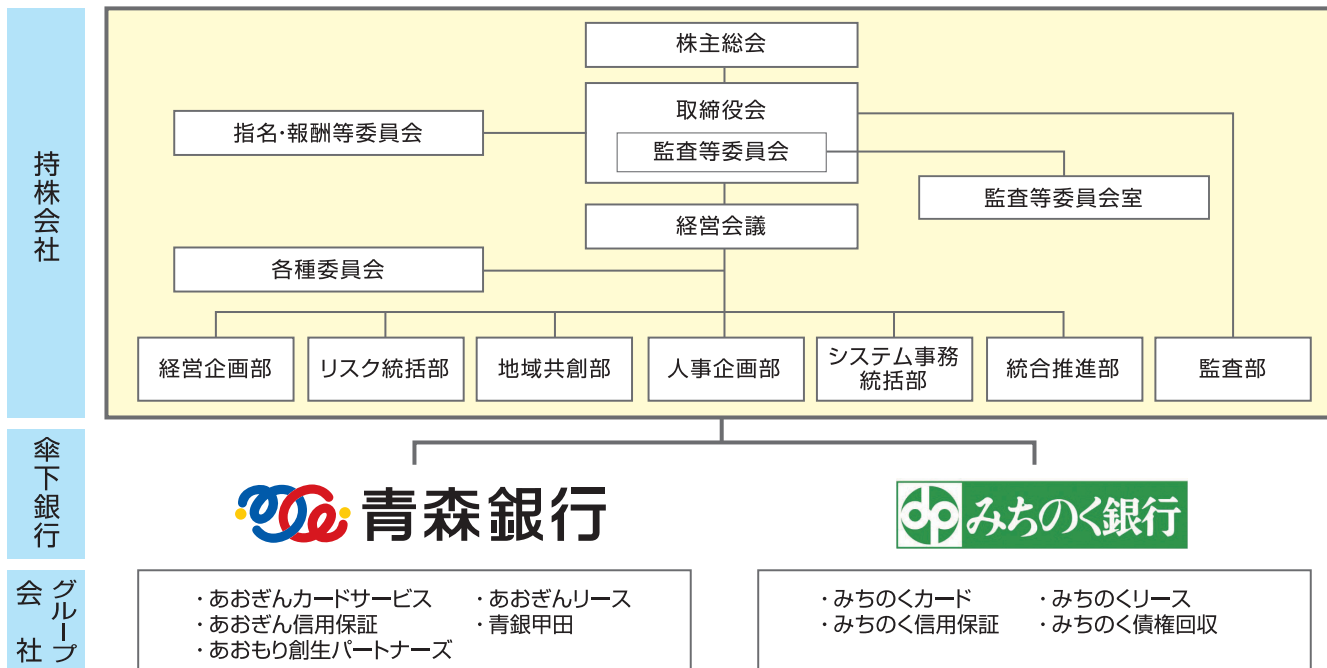 持株会社
株主総会
取締役会
監査等委員会
指名・報酬等委員会
監査等委員会室
経営会議
各種委員会
経営企画部
リスク統括部
地域共創部
人事企画部
システム事務
統括部
統合推進部
監査部
傘下銀行
青森銀行
dp みちのく銀行
グループ
会社
・あおぎんカードサービス
・あおぎんリース
・あおぎん信用保証
・青銀甲田
・あおもり創生パートナーズ
・みちのくカード
・みちのくリース
・みちのく信用保証
・みちのく債権回収